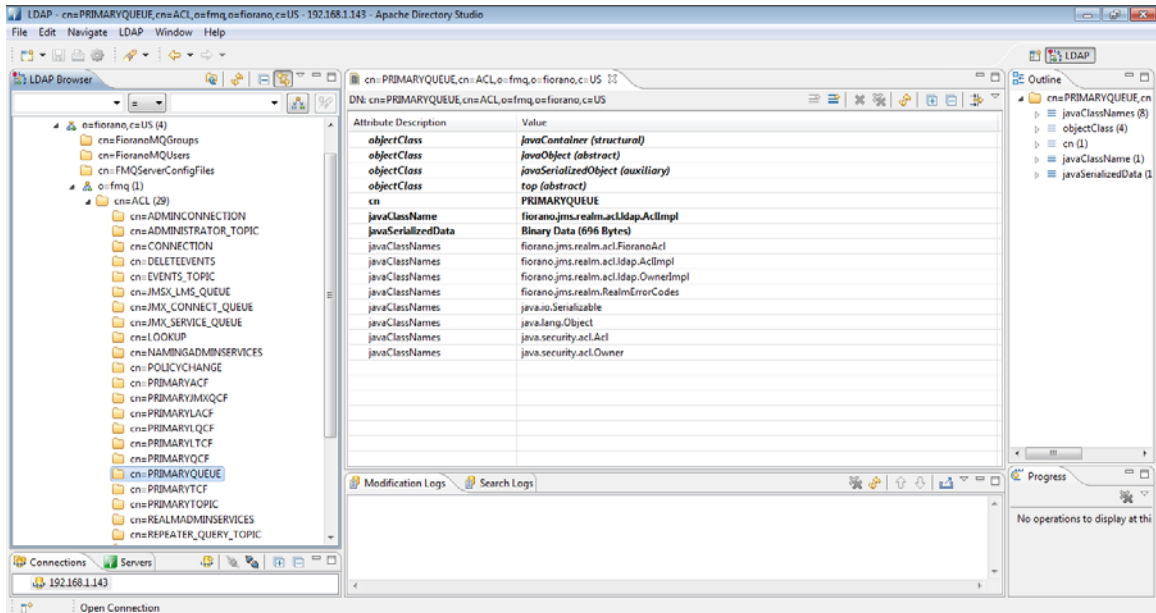 LDAP - cn=PRIMARYQUEUE,cn=ACL,o=fmq,o=fiorano,c=US - 192.168.1.143 - Apache Directory Studio
File Edit Navigate LDAP Window Help
LDAP
LDAP Browser
=
o=fiorano,c=US (4)
cn=FioranoMQGroups
cn=FioranoMQUsers
cn=FMQServerConfigFiles
o=fmq (1)
cn=ACL (29)
cn=ADMINCONNECTION
cn=ADMINISTRATOR_TOPIC
cn=CONNECTION
cn=DELETEEVENTS
cn=EVENTS_TOPIC
cn=JMSX_LMS_QUEUE
cn=JMX_CONNECT_QUEUE
cn=JMX_SERVICE_QUEUE
cn=LOOKUP
cn=NAMINGADMINSERVICES
cn=POLICYCHANGE
cn=PRIMARYACF
cn=PRIMARYJMXQCF
cn=PRIMARYLACF
cn=PRIMARYLQCF
cn=PRIMARYLTCF
cn=PRIMARYQCF
cn=PRIMARYQUEUE
cn=PRIMARYTCF
cn=PRIMARYTOPIC
cn=REALMADMINSERVICES
cn=REPEATER_QUERY_TOPIC
Connections Servers
192.168.1.143
Open Connection
cn=PRIMARYQUEUE,cn=ACL,o=fmq,o=fiorano,c=US
DN: cn=PRIMARYQUEUE,cn=ACL,o=fmq,o=fiorano,c=US
Attribute Description Value
objectClass javaContainer (structural)
objectClass javaObject (abstract)
objectClass javaSerializedObject (auxiliary)
objectClass top (abstract)
cn PRIMARYQUEUE
javaClassName fiorano.jms.realm.acl.ldap.AclImpl
javaSerializedData Binary Data (696 Bytes)
javaClassNames fiorano.jms.realm.acl.FioranoAcl
javaClassNames fiorano.jms.realm.acl.ldap.AclImpl
javaClassNames fiorano.jms.realm.acl.ldap.OwnerImpl
javaClassNames fiorano.jms.realm.RealmErrorCodes
javaClassNames java.io.Serializable
javaClassNames java.lang.Object
javaClassNames java.security.acl.Acl
javaClassNames java.security.acl.Owner
Modification Logs Search Logs
Outline
cn=PRIMARYQUEUE,cn
javaClassNames (8)
objectClass (4)
cn (1)
javaClassName (1)
javaSerializedData (1
Progress
No operations to display at thi